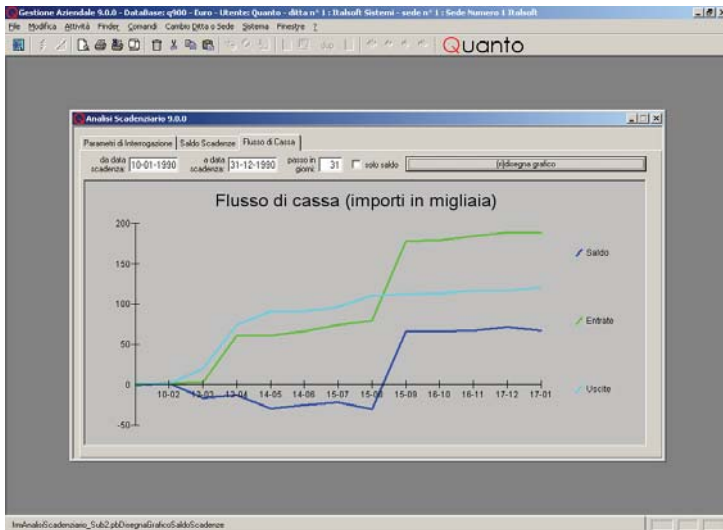 Gestione Aziendale 9.0.0 - DataBase: q900 - Euro - Utente: Quanto - ditta n° 1 : Italsoft Sistemi - sede n° 1 : Sede Numero 1 Italsoft
File Modifica Attività Finder Comandi Cambio Ditta o Sede Sistema Finestre ?
Quanto
Analisi Scadenziario 9.0.0
Parametri di Interrogazione Saldo Scadenze Flusso di Cassa
da data scadenza: 10-01-1990 a data scadenza: 31-12-1990 passo in giorni: 31 solo saldo (ri)disegna grafico
Flusso di cassa (importi in migliaia)
200
150
100
50
0
-50
10-02 13-03 13-04 14-05 14-06 15-07 15-08 15-09 16-10 16-11 17-12 17-01
Saldo
Entrate
Uscite
frmAnalisiScadenziario_Sub2.pbDisegnaGraficoSaldoScadenze